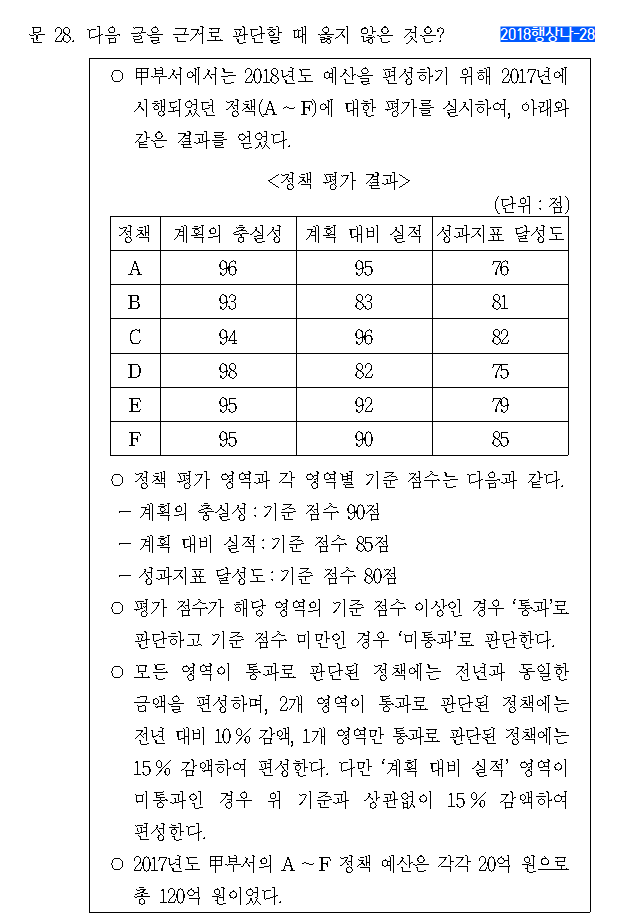 문 28. 다음 글을 근거로 판단할 때 옳지 않은 것은? 2018행상나-28
○ 甲부서에서는 2018년도 예산을 편성하기 위해 2017년에
시행되었던 정책(A ~ F)에 대한 평가를 실시하여, 아래와
같은 결과를 얻었다.
<정책 평가 결과>
(단위 : 점)
정책 계획의 충실성 계획 대비 실적 성과지표 달성도
A 96 95 76
B 93 83 81
C 94 96 82
D 98 82 75
E 95 92 79
F 95 90 85
○ 정책 평가 영역과 각 영역별 기준 점수는 다음과 같다.
- 계획의 충실성 : 기준 점수 90점
- 계획 대비 실적 : 기준 점수 85점
- 성과지표 달성도 : 기준 점수 80점
○ 평가 점수가 해당 영역의 기준 점수 이상인 경우 ‘통과’로
판단하고 기준 점수 미만인 경우 ‘미통과’로 판단한다.
○ 모든 영역이 통과로 판단된 정책에는 전년과 동일한
금액을 편성하며, 2개 영역이 통과로 판단된 정책에는
전년 대비 10 % 감액, 1개 영역만 통과로 판단된 정책에는
15 % 감액하여 편성한다. 다만 ‘계획 대비 실적’ 영역이
미통과인 경우 위 기준과 상관없이 15 % 감액하여
편성한다.
○ 2017년도 甲부서의 A ~ F 정책 예산은 각각 20억 원으로
총 120억 원이었다.